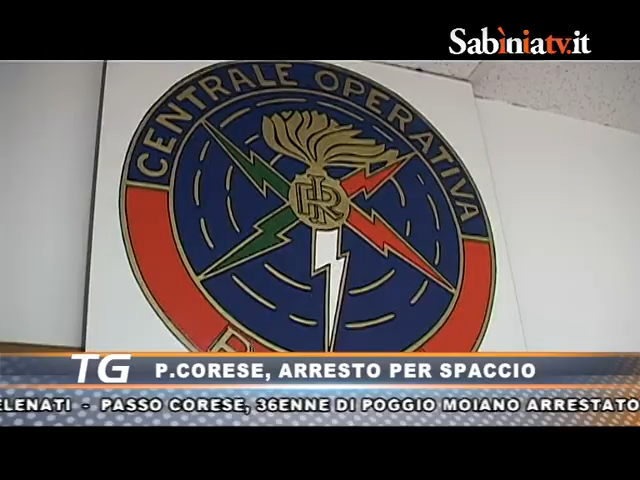 Sabìniatv.it
CENTRALE OPERATIVA
RI
TG P.CORESE, ARRESTO PER SPACCIO
ELENATI - PASSO CORESE, 36ENNE DI POGGIO MOIANO ARRESTATO